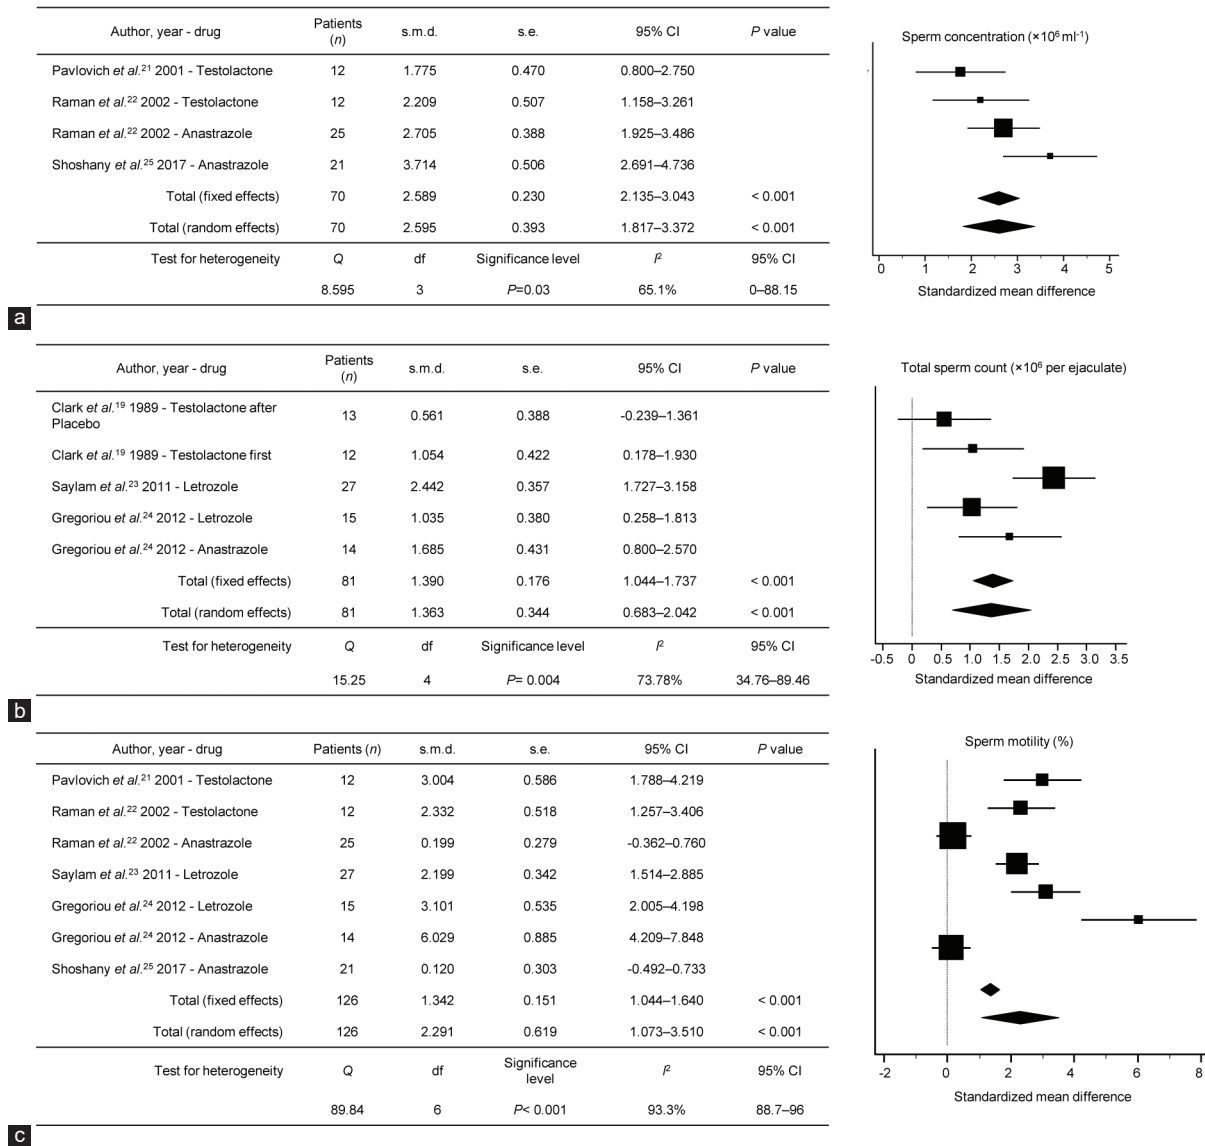 Author, year - drug Patients (n) s.m.d. s.e. 95% CI P value
Pavlovich et al.21 2001 - Testolactone 12 1.775 0.470 0.800–2.750
Raman et al.22 2002 - Testolactone 12 2.209 0.507 1.158–3.261
Raman et al.22 2002 - Anastrazole 25 2.705 0.388 1.925–3.486
Shoshany et al.25 2017 - Anastrazole 21 3.714 0.506 2.691–4.736
Total (fixed effects) 70 2.589 0.230 2.135–3.043 < 0.001
Total (random effects) 70 2.595 0.393 1.817–3.372 < 0.001
Test for heterogeneity Q df Significance level I² 95% CI
8.595 3 P=0.03 65.1% 0–88.15
Sperm concentration (×10⁶ ml⁻¹)
0 1 2 3 4 5
Standardized mean difference
a
Author, year - drug Patients (n) s.m.d. s.e. 95% CI P value
Clark et al.19 1989 - Testolactone after
Placebo 13 0.561 0.388 -0.239–1.361
Clark et al.19 1989 - Testolactone first 12 1.054 0.422 0.178–1.930
Saylam et al.23 2011 - Letrozole 27 2.442 0.357 1.727–3.158
Gregoriou et al.24 2012 - Letrozole 15 1.035 0.380 0.258–1.813
Gregoriou et al.24 2012 - Anastrazole 14 1.685 0.431 0.800–2.570
Total (fixed effects) 81 1.390 0.176 1.044–1.737 < 0.001
Total (random effects) 81 1.363 0.344 0.683–2.042 < 0.001
Test for heterogeneity Q df Significance level I² 95% CI
15.25 4 P= 0.004 73.78% 34.76–89.46
Total sperm count (×10⁶ per ejaculate)
-0.5 0 0.5 1.0 1.5 2.0 2.5 3.0 3.5
Standardized mean difference
b
Author, year - drug Patients (n) s.m.d. s.e. 95% CI P value
Pavlovich et al.21 2001 - Testolactone 12 3.004 0.586 1.788–4.219
Raman et al.22 2002 - Testolactone 12 2.332 0.518 1.257–3.406
Raman et al.22 2002 - Anastrazole 25 0.199 0.279 -0.362–0.760
Saylam et al.23 2011 - Letrozole 27 2.199 0.342 1.514–2.885
Gregoriou et al.24 2012 - Letrozole 15 3.101 0.535 2.005–4.198
Gregoriou et al.24 2012 - Anastrazole 14 6.029 0.885 4.209–7.848
Shoshany et al.25 2017 - Anastrazole 21 0.120 0.303 -0.492–0.733
Total (fixed effects) 126 1.342 0.151 1.044–1.640 < 0.001
Total (random effects) 126 2.291 0.619 1.073–3.510 < 0.001
Test for heterogeneity Q df Significance level I² 95% CI
89.84 6 P< 0.001 93.3% 88.7–96
Sperm motility (%)
-2 0 2 4 6 8
Standardized mean difference
c